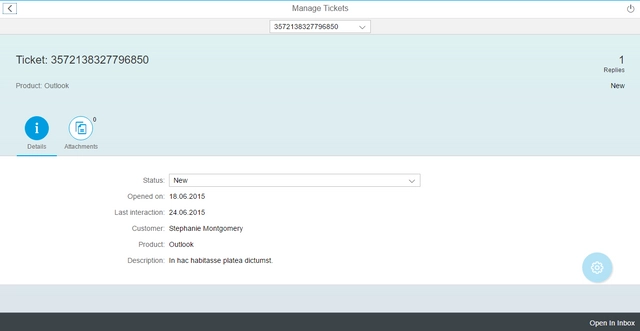 Manage Tickets
3572138327796850
Ticket: 3572138327796850
1
Replies
Product: Outlook
New
0
Details
Attachments
Status: New
Opened on: 18.06.2015
Last interaction: 24.06.2015
Customer: Stephanie Montgomery
Product: Outlook
Description: In hac habitasse platea dictumst.
Open In Inbox